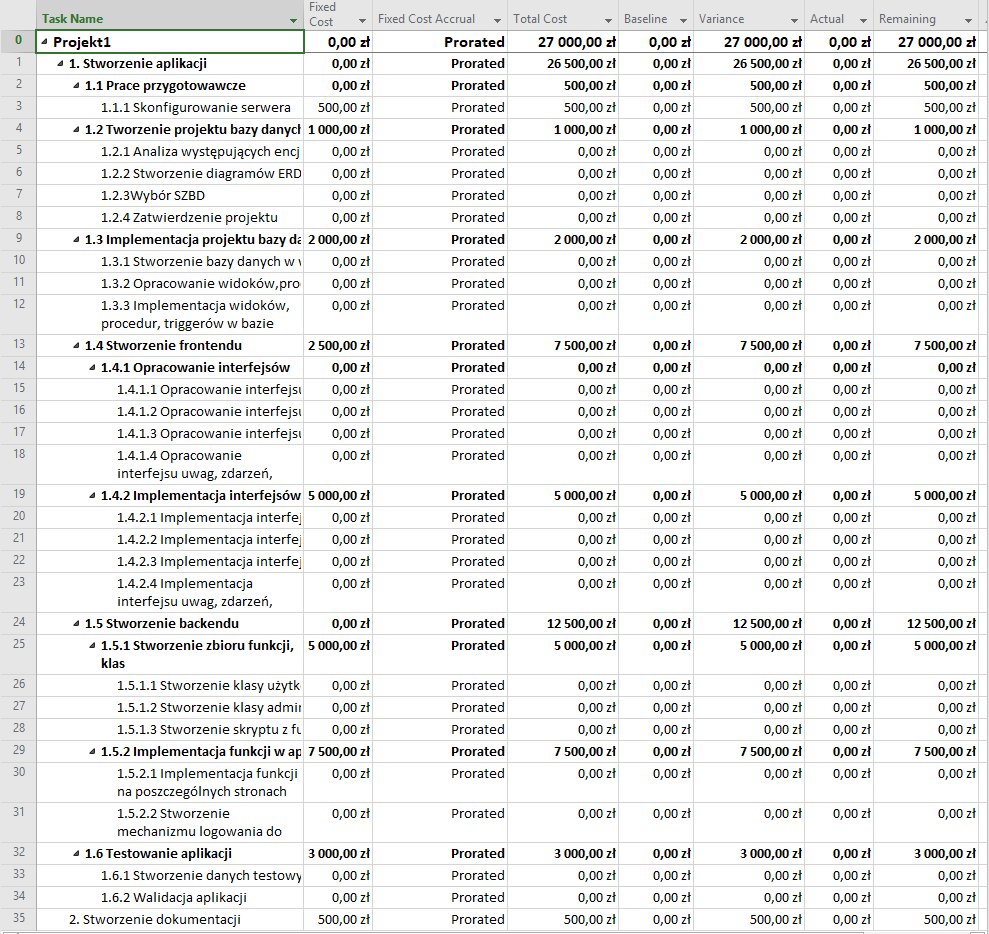 Task Name Fixed Cost Fixed Cost Accrual Total Cost Baseline Variance Actual Remaining
0 Projekt1 0,00 zł Prorated 27 000,00 zł 0,00 zł 27 000,00 zł 0,00 zł 27 000,00 zł
1 1. Stworzenie aplikacji 0,00 zł Prorated 26 500,00 zł 0,00 zł 26 500,00 zł 0,00 zł 26 500,00 zł
2 1.1 Prace przygotowawcze 0,00 zł Prorated 500,00 zł 0,00 zł 500,00 zł 0,00 zł 500,00 zł
3 1.1.1 Skonfigurowanie serwera 500,00 zł Prorated 500,00 zł 0,00 zł 500,00 zł 0,00 zł 500,00 zł
4 1.2 Tworzenie projektu bazy danych 1 000,00 zł Prorated 1 000,00 zł 0,00 zł 1 000,00 zł 0,00 zł 1 000,00 zł
5 1.2.1 Analiza występujących encj 0,00 zł Prorated 0,00 zł 0,00 zł 0,00 zł 0,00 zł 0,00 zł
6 1.2.2 Stworzenie diagramów ERD 0,00 zł Prorated 0,00 zł 0,00 zł 0,00 zł 0,00 zł 0,00 zł
7 1.2.3Wybór SZBD 0,00 zł Prorated 0,00 zł 0,00 zł 0,00 zł 0,00 zł 0,00 zł
8 1.2.4 Zatwierdzenie projektu 0,00 zł Prorated 0,00 zł 0,00 zł 0,00 zł 0,00 zł 0,00 zł
9 1.3 Implementacja projektu bazy da 2 000,00 zł Prorated 2 000,00 zł 0,00 zł 2 000,00 zł 0,00 zł 2 000,00 zł
10 1.3.1 Stworzenie bazy danych w 0,00 zł Prorated 0,00 zł 0,00 zł 0,00 zł 0,00 zł 0,00 zł
11 1.3.2 Opracowanie widoków,pro 0,00 zł Prorated 0,00 zł 0,00 zł 0,00 zł 0,00 zł 0,00 zł
12 1.3.3 Implementacja widoków, 0,00 zł Prorated 0,00 zł 0,00 zł 0,00 zł 0,00 zł 0,00 zł
procedur, triggerów w bazie
13 1.4 Stworzenie frontendu 2 500,00 zł Prorated 7 500,00 zł 0,00 zł 7 500,00 zł 0,00 zł 7 500,00 zł
14 1.4.1 Opracowanie interfejsów 0,00 zł Prorated 0,00 zł 0,00 zł 0,00 zł 0,00 zł 0,00 zł
15 1.4.1.1 Opracowanie interfejsu 0,00 zł Prorated 0,00 zł 0,00 zł 0,00 zł 0,00 zł 0,00 zł
16 1.4.1.2 Opracowanie interfejsu 0,00 zł Prorated 0,00 zł 0,00 zł 0,00 zł 0,00 zł 0,00 zł
17 1.4.1.3 Opracowanie interfejsu 0,00 zł Prorated 0,00 zł 0,00 zł 0,00 zł 0,00 zł 0,00 zł
18 1.4.1.4 Opracowanie 0,00 zł Prorated 0,00 zł 0,00 zł 0,00 zł 0,00 zł 0,00 zł
interfejsu uwag, zdarzeń,
19 1.4.2 Implementacja interfejsów 5 000,00 zł Prorated 5 000,00 zł 0,00 zł 5 000,00 zł 0,00 zł 5 000,00 zł
20 1.4.2.1 Implementacja interfej 0,00 zł Prorated 0,00 zł 0,00 zł 0,00 zł 0,00 zł 0,00 zł
21 1.4.2.2 Implementacja interfej 0,00 zł Prorated 0,00 zł 0,00 zł 0,00 zł 0,00 zł 0,00 zł
22 1.4.2.3 Implementacja interfej 0,00 zł Prorated 0,00 zł 0,00 zł 0,00 zł 0,00 zł 0,00 zł
23 1.4.2.4 Implementacja 0,00 zł Prorated 0,00 zł 0,00 zł 0,00 zł 0,00 zł 0,00 zł
interfejsu uwag, zdarzeń,
24 1.5 Stworzenie backendu 0,00 zł Prorated 12 500,00 zł 0,00 zł 12 500,00 zł 0,00 zł 12 500,00 zł
25 1.5.1 Stworzenie zbioru funkcji, 5 000,00 zł Prorated 5 000,00 zł 0,00 zł 5 000,00 zł 0,00 zł 5 000,00 zł
klas
26 1.5.1.1 Stworzenie klasy użytk 0,00 zł Prorated 0,00 zł 0,00 zł 0,00 zł 0,00 zł 0,00 zł
27 1.5.1.2 Stworzenie klasy admin 0,00 zł Prorated 0,00 zł 0,00 zł 0,00 zł 0,00 zł 0,00 zł
28 1.5.1.3 Stworzenie skryptu z fu 0,00 zł Prorated 0,00 zł 0,00 zł 0,00 zł 0,00 zł 0,00 zł
29 1.5.2 Implementacja funkcji w ap 7 500,00 zł Prorated 7 500,00 zł 0,00 zł 7 500,00 zł 0,00 zł 7 500,00 zł
30 1.5.2.1 Implementacja funkcji 0,00 zł Prorated 0,00 zł 0,00 zł 0,00 zł 0,00 zł 0,00 zł
na poszczególnych stronach
31 1.5.2.2 Stworzenie 0,00 zł Prorated 0,00 zł 0,00 zł 0,00 zł 0,00 zł 0,00 zł
mechanizmu logowania do
32 1.6 Testowanie aplikacji 3 000,00 zł Prorated 3 000,00 zł 0,00 zł 3 000,00 zł 0,00 zł 3 000,00 zł
33 1.6.1 Stworzenie danych testowy 0,00 zł Prorated 0,00 zł 0,00 zł 0,00 zł 0,00 zł 0,00 zł
34 1.6.2 Walidacja aplikacji 0,00 zł Prorated 0,00 zł 0,00 zł 0,00 zł 0,00 zł 0,00 zł
35 2. Stworzenie dokumentacji 500,00 zł Prorated 500,00 zł 0,00 zł 500,00 zł 0,00 zł 500,00 zł